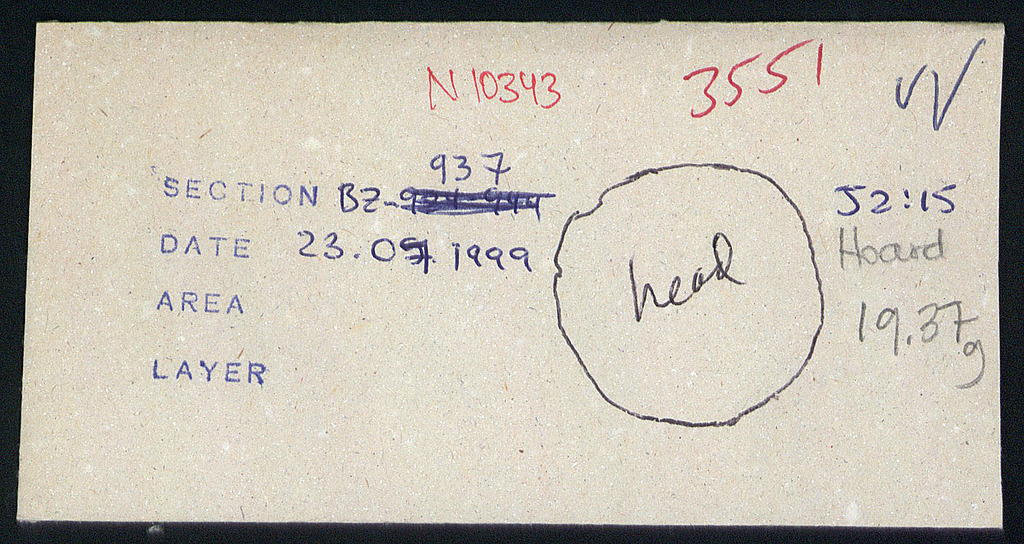 N 10343
3551
937
SECTION BZ-
DATE 23.09.1999
AREA
LAYER
head
J2:15
Hoard
19.37g